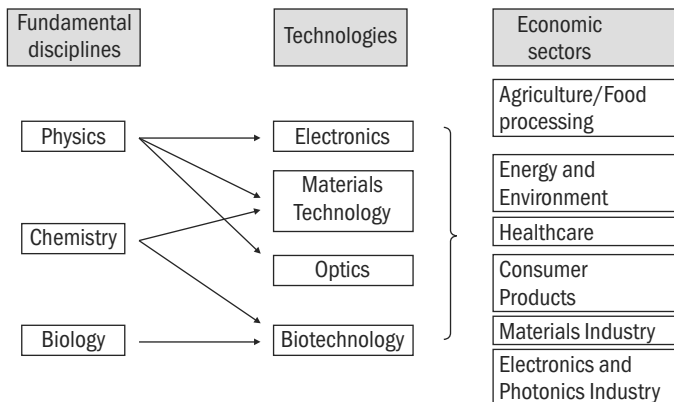 Fundamental
disciplines
Technologies
Economic
sectors
Physics
Chemistry
Biology
Electronics
Materials
Technology
Optics
Biotechnology
Agriculture/Food
processing
Energy and
Environment
Healthcare
Consumer
Products
Materials Industry
Electronics and
Photonics Industry